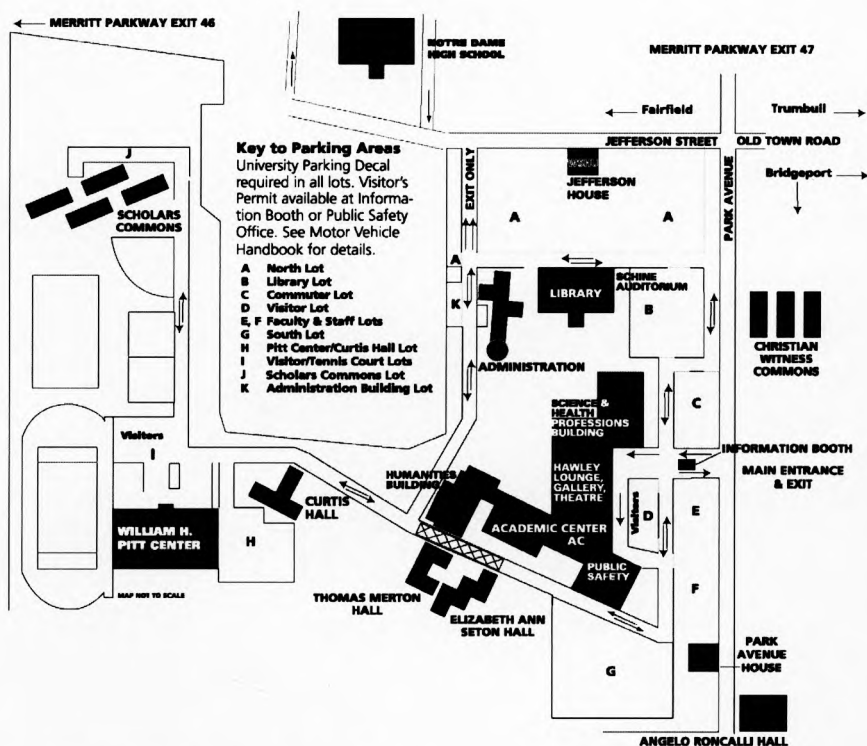 MERRITT PARKWAY EXIT 46
NOTRE DAME
HIGH SCHOOL
MERRITT PARKWAY EXIT 47
Fairfield
Trumbull
JEFFERSON STREET
OLD TOWN ROAD
Bridgeport
PARK AVENUE
J
SCHOLARS
COMMONS
Key to Parking Areas
University Parking Decal
required in all lots. Visitor's
Permit available at Informa-
tion Booth or Public Safety
Office. See Motor Vehicle
Handbook for details.
A North Lot
B Library Lot
C Commuter Lot
D Visitor Lot
E, F Faculty & Staff Lots
G South Lot
H Pitt Center/Curtis Hall Lot
I Visitor/Tennis Court Lots
J Scholars Commons Lot
K Administration Building Lot
EXIT ONLY
JEFFERSON
HOUSE
A
A
A
K
LIBRARY
SCHINE
AUDITORIUM
B
ADMINISTRATION
CHRISTIAN
WITNESS
COMMONS
SCIENCE &
HEALTH
PROFESSIONS
BUILDING
C
Visitors
I
INFORMATION BOOTH
MAIN ENTRANCE
& EXIT
HUMANITIES
BUILDING
HAWLEY
LOUNGE,
GALLERY,
THEATRE
CURTIS
HALL
Visitors
D
E
WILLIAM H.
PITT CENTER
H
ACADEMIC CENTER
AC
PUBLIC
SAFETY
F
MAP NOT TO SCALE
THOMAS MERTON
HALL
ELIZABETH ANN
SETON HALL
G
PARK
AVENUE
HOUSE
ANGELO RONCALLI HALL